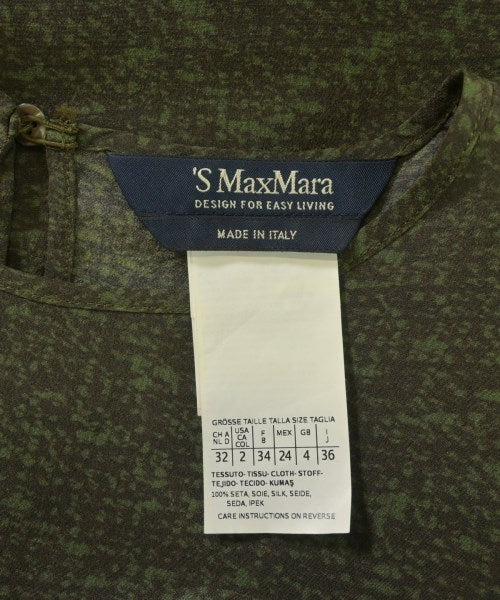 'S MaxMara
DESIGN FOR EASY LIVING
MADE IN ITALY
GRÖSSE TAILLE TALLA SIZE TAGLIA
CH A NL D USA CA COL F B MEX GB I J
32 2 34 24 4 36
TESSUTO-TISSU-CLOTH-STOFF-
TEJIDO-TECIDO-KUMAŞ
100% SETA, SOIE, SILK, SEIDE,
SEDA, IPEK
CARE INSTRUCTIONS ON REVERSE